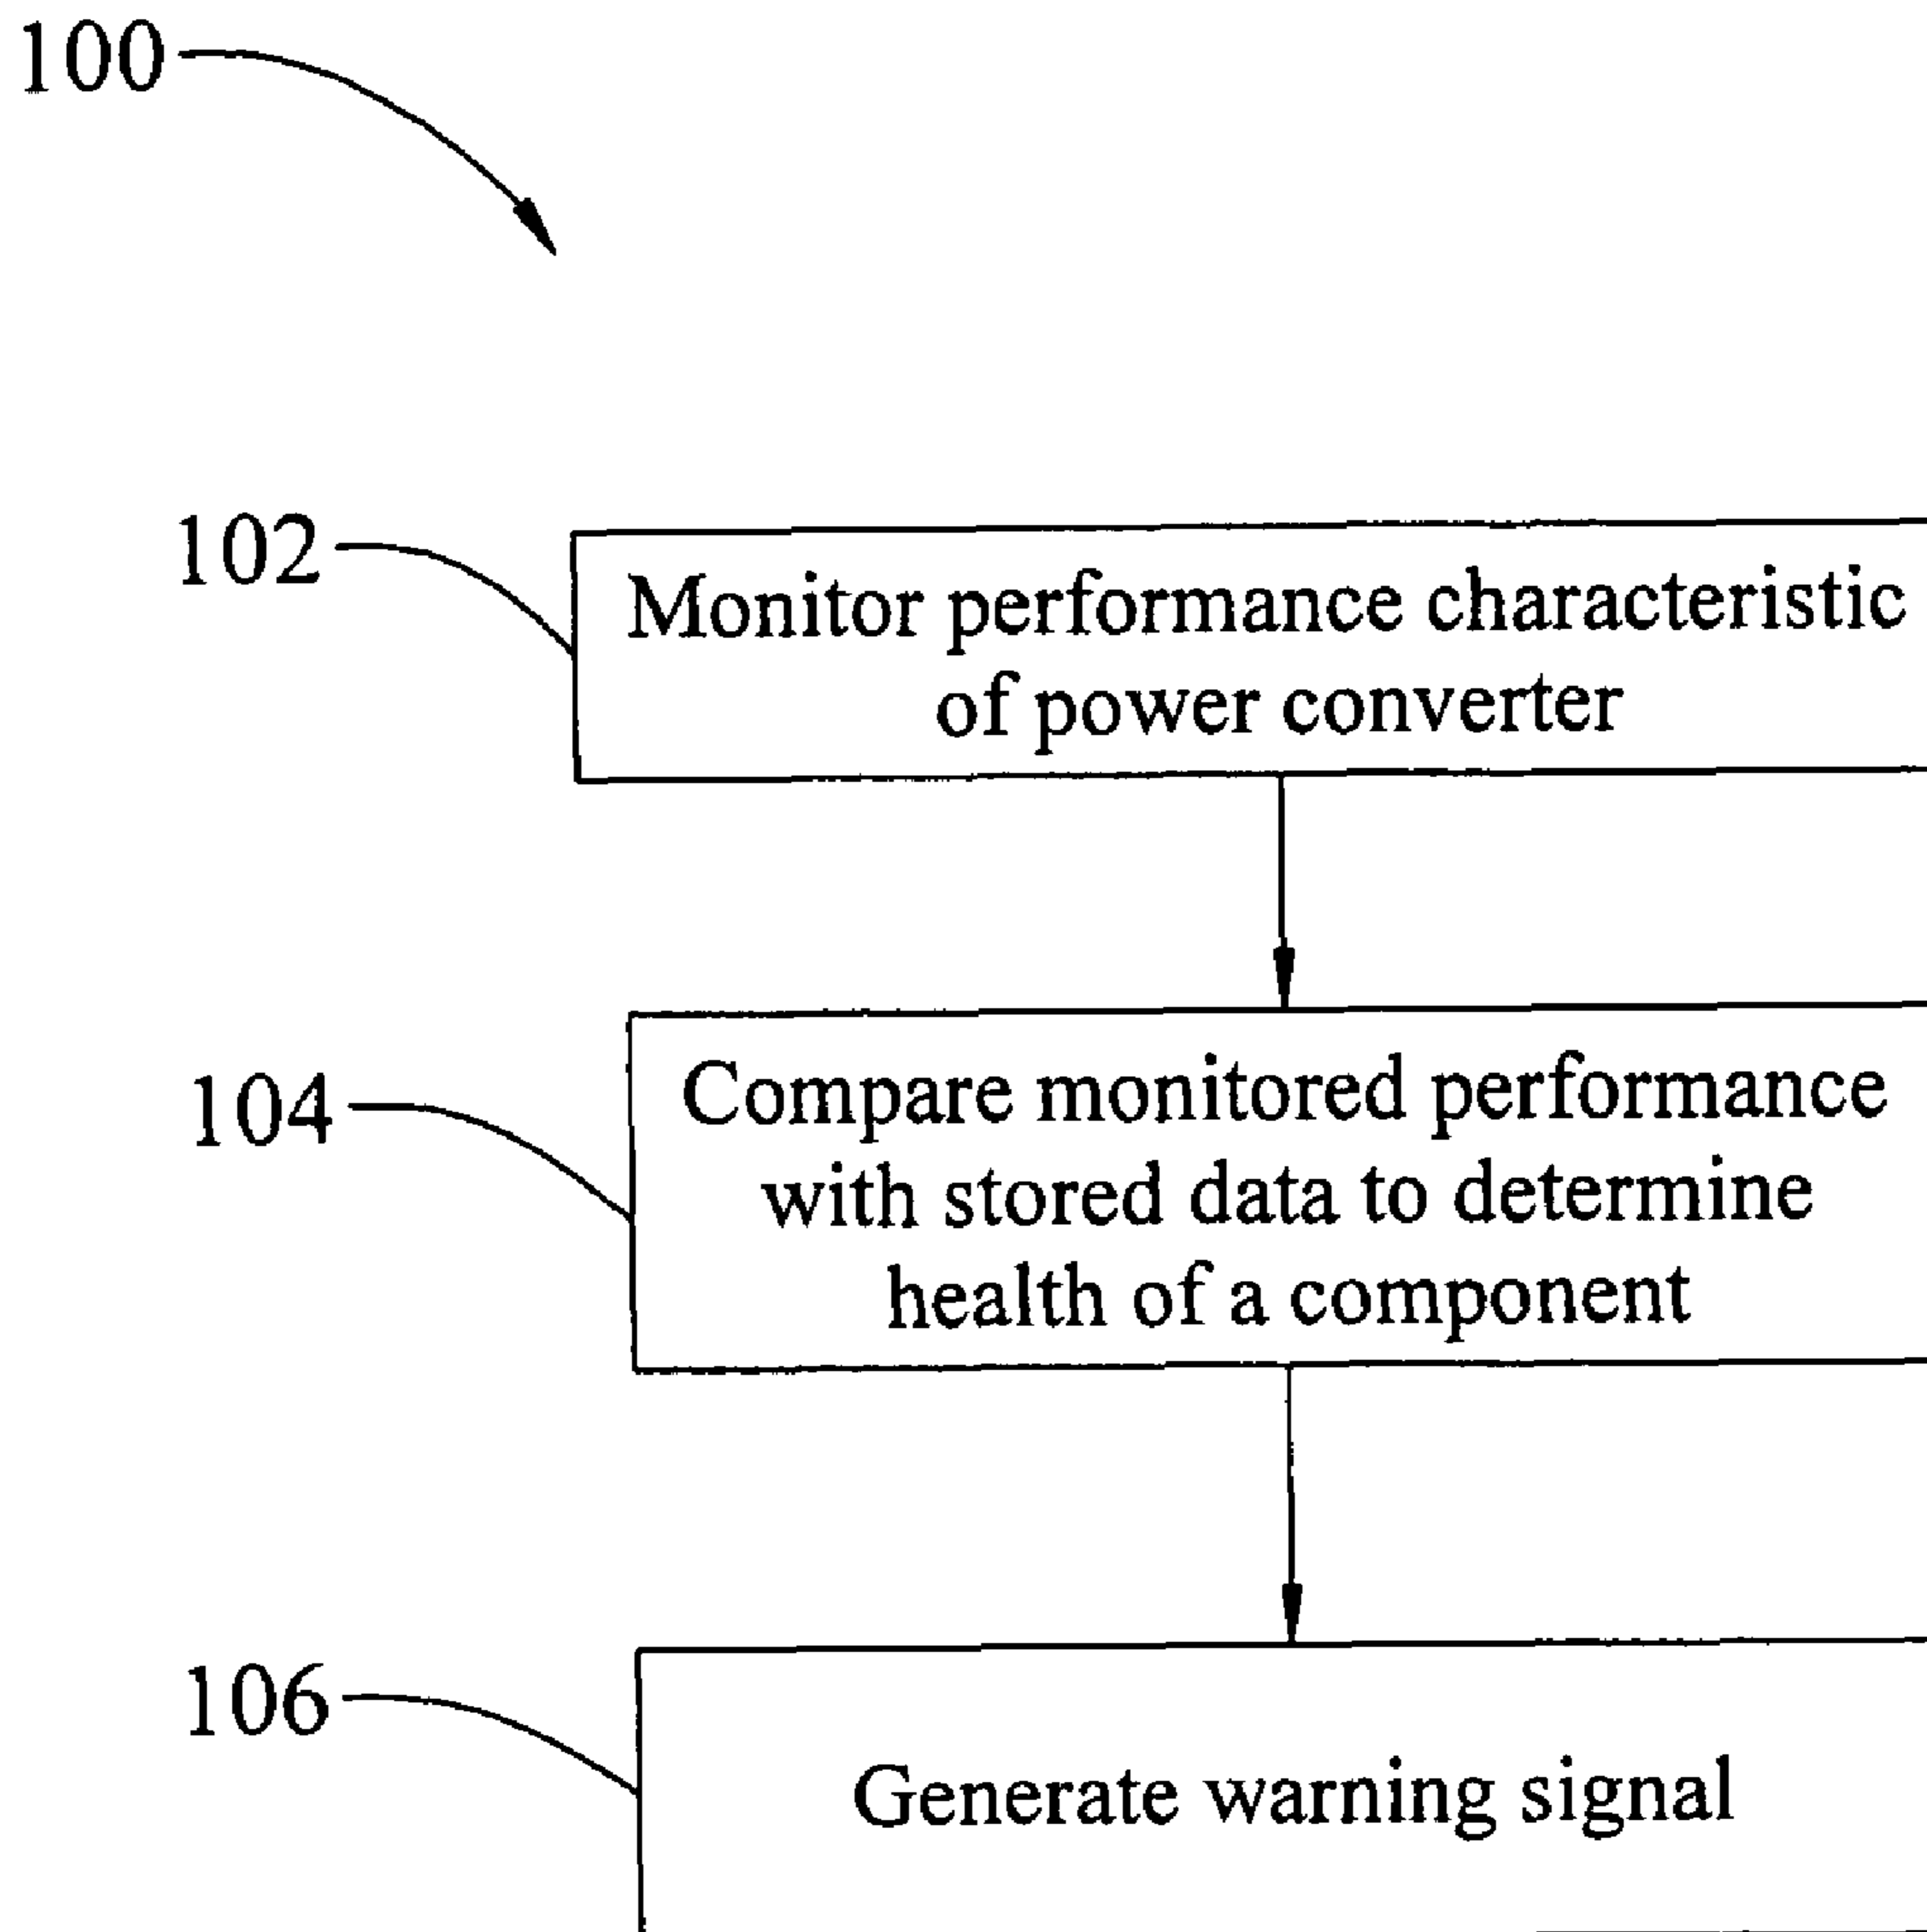 100
102
Monitor performance characteristic
of power converter
104
Compare monitored performance
with stored data to determine
health of a component
106
Generate warning signal